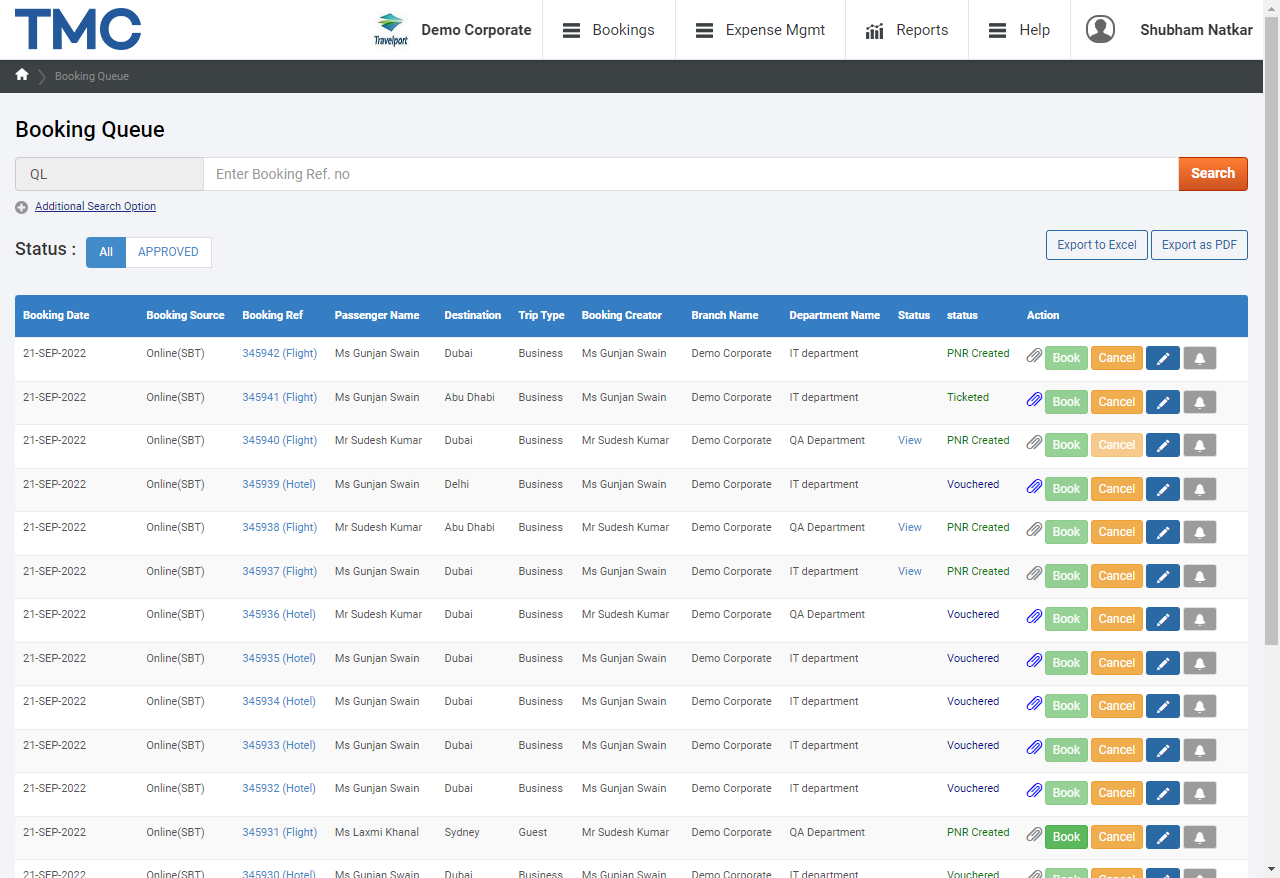 TMC
Travelport Demo Corporate Bookings Expense Mgmt Reports Help Shubham Natkar
Booking Queue
Booking Queue
QL Enter Booking Ref. no Search
Additional Search Option
Status : All APPROVED Export to Excel Export as PDF
Booking Date Booking Source Booking Ref Passenger Name Destination Trip Type Booking Creator Branch Name Department Name Status status Action
21-SEP-2022 Online(SBT) 345942 (Flight) Ms Gunjan Swain Dubai Business Ms Gunjan Swain Demo Corporate IT department PNR Created Book Cancel
21-SEP-2022 Online(SBT) 345941 (Flight) Ms Gunjan Swain Abu Dhabi Business Ms Gunjan Swain Demo Corporate IT department Ticketed Book Cancel
21-SEP-2022 Online(SBT) 345940 (Flight) Mr Sudesh Kumar Dubai Business Mr Sudesh Kumar Demo Corporate QA Department View PNR Created Book Cancel
21-SEP-2022 Online(SBT) 345939 (Hotel) Ms Gunjan Swain Delhi Business Ms Gunjan Swain Demo Corporate IT department Vouchered Book Cancel
21-SEP-2022 Online(SBT) 345938 (Flight) Mr Sudesh Kumar Abu Dhabi Business Mr Sudesh Kumar Demo Corporate QA Department View PNR Created Book Cancel
21-SEP-2022 Online(SBT) 345937 (Flight) Ms Gunjan Swain Dubai Business Ms Gunjan Swain Demo Corporate IT department View PNR Created Book Cancel
21-SEP-2022 Online(SBT) 345936 (Hotel) Mr Sudesh Kumar Dubai Business Mr Sudesh Kumar Demo Corporate QA Department Vouchered Book Cancel
21-SEP-2022 Online(SBT) 345935 (Hotel) Ms Gunjan Swain Dubai Business Ms Gunjan Swain Demo Corporate IT department Vouchered Book Cancel
21-SEP-2022 Online(SBT) 345934 (Hotel) Ms Gunjan Swain Dubai Business Ms Gunjan Swain Demo Corporate IT department Vouchered Book Cancel
21-SEP-2022 Online(SBT) 345933 (Hotel) Ms Gunjan Swain Dubai Business Ms Gunjan Swain Demo Corporate IT department Vouchered Book Cancel
21-SEP-2022 Online(SBT) 345932 (Hotel) Ms Gunjan Swain Dubai Business Ms Gunjan Swain Demo Corporate IT department Vouchered Book Cancel
21-SEP-2022 Online(SBT) 345931 (Flight) Ms Laxmi Khanal Sydney Guest Mr Sudesh Kumar Demo Corporate QA Department PNR Created Book Cancel
21-SEP-2022 Online(SBT) 345930 (Hotel) Ms Gunjan Swain Dubai Business Ms Gunjan Swain Demo Corporate IT department Vouchered Book Cancel